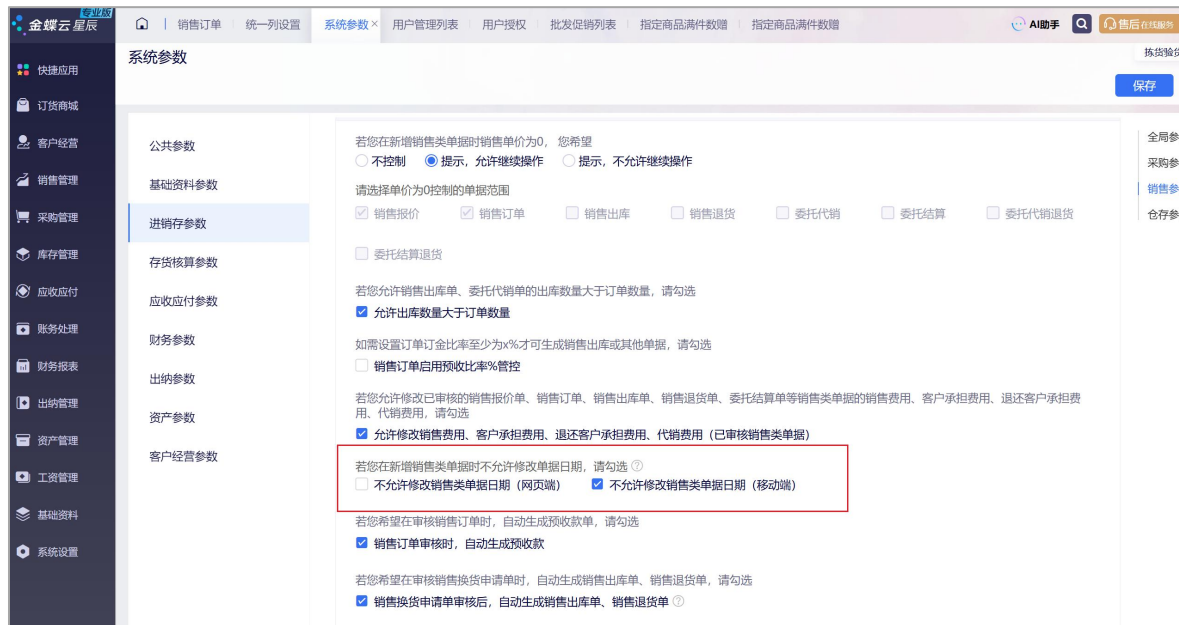 专业版
金蝶云星辰
销售订单 统一列设置 系统参数 × 用户管理列表 用户授权 批发促销列表 指定商品满件数赠 指定商品满件数赠 AI助手 售后在线服务
系统参数
拣货验货
保存
快捷应用
订货商城
客户经营
销售管理
采购管理
库存管理
应收应付
账务处理
财务报表
出纳管理
资产管理
工资管理
基础资料
系统设置
公共参数
基础资料参数
进销存参数
存货核算参数
应收应付参数
财务参数
出纳参数
资产参数
客户经营参数
若您在新增销售类单据时销售单价为0， 您希望
不控制 提示，允许继续操作 提示，不允许继续操作
请选择单价为0控制的单据范围
销售报价 销售订单 销售出库 销售退货 委托代销 委托结算 委托代销退货
委托结算退货
若您允许销售出库单、委托代销单的出库数量大于订单数量，请勾选
允许出库数量大于订单数量
如需设置订单订金比率至少为x%才可生成销售出库或其他单据，请勾选
销售订单启用预收比率%管控
若您允许修改已审核的销售报价单、销售订单、销售出库单、销售退货单、委托结算单等销售类单据的销售费用、客户承担费用、退还客户承担费
用、代销费用，请勾选
允许修改销售费用、客户承担费用、退还客户承担费用、代销费用（已审核销售类单据）
若您在新增销售类单据时不允许修改单据日期，请勾选 ?
不允许修改销售类单据日期（网页端） 不允许修改销售类单据日期（移动端）
若您希望在审核销售订单时，自动生成预收款单，请勾选
销售订单审核时，自动生成预收款
若您希望在审核销售换货申请单时，自动生成销售出库单、销售退货单，请勾选
销售换货申请单审核后，自动生成销售出库单、销售退货单 ?
全局参
采购参
销售参
仓存参